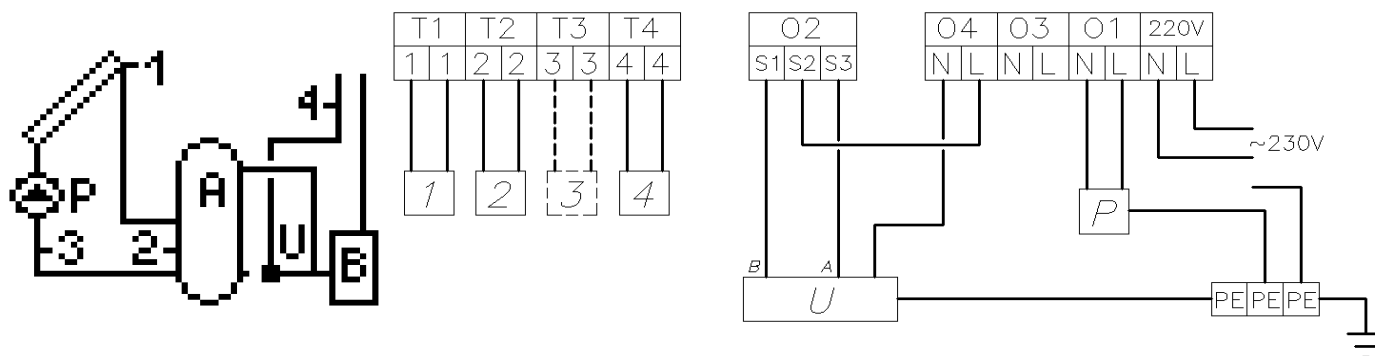 1
4
P
A
3
2
U
B
T1 T2 T3 T4
1 1 2 2 3 3 4 4
1 2 3 4
O2 O4 O3 O1 220V
S1 S2 S3 N L N L N L N L
~230V
P
B A
U
PE PE PE